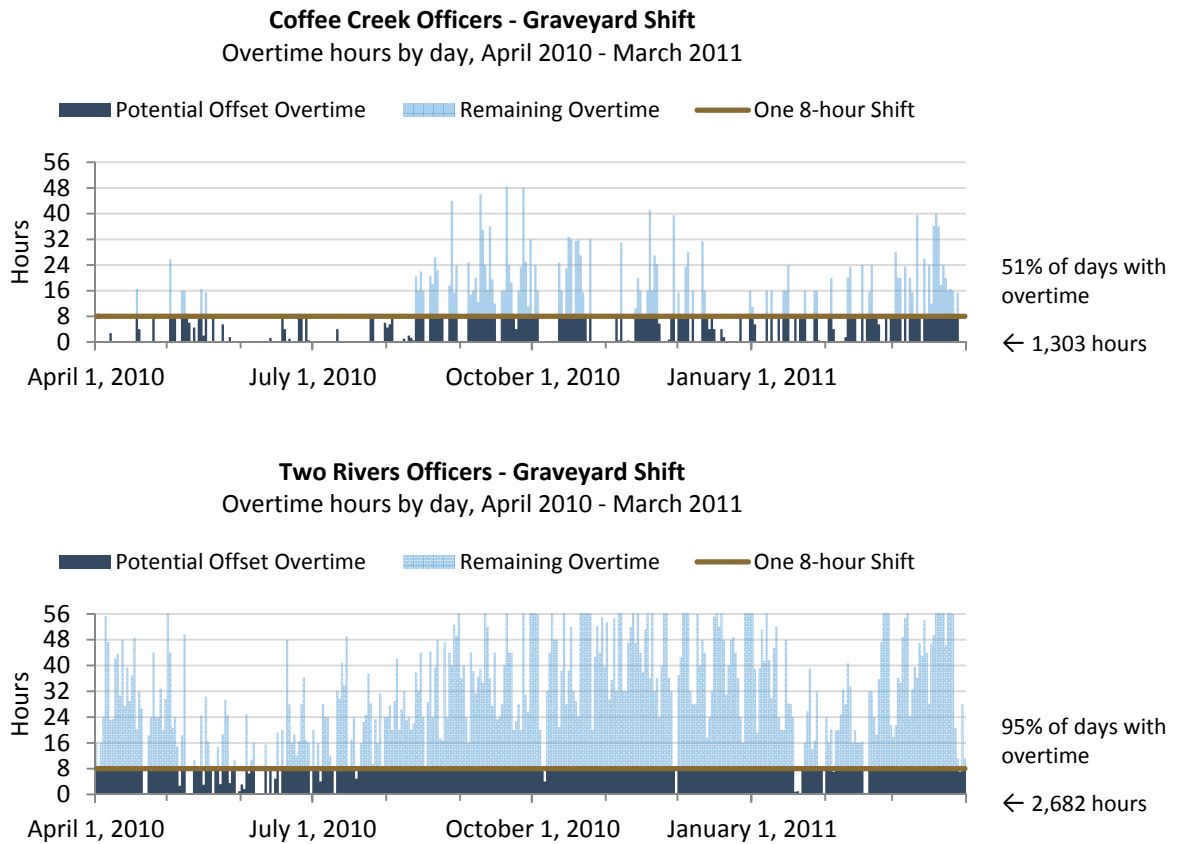 Coffee Creek Officers - Graveyard Shift
Overtime hours by day, April 2010 - March 2011
Potential Offset Overtime
Remaining Overtime
One 8-hour Shift
56
48
40
32
24
16
8
0
Hours
April 1, 2010
July 1, 2010
October 1, 2010
January 1, 2011
51% of days with
overtime
← 1,303 hours
Two Rivers Officers - Graveyard Shift
Overtime hours by day, April 2010 - March 2011
Potential Offset Overtime
Remaining Overtime
One 8-hour Shift
56
48
40
32
24
16
8
0
Hours
April 1, 2010
July 1, 2010
October 1, 2010
January 1, 2011
95% of days with
overtime
← 2,682 hours